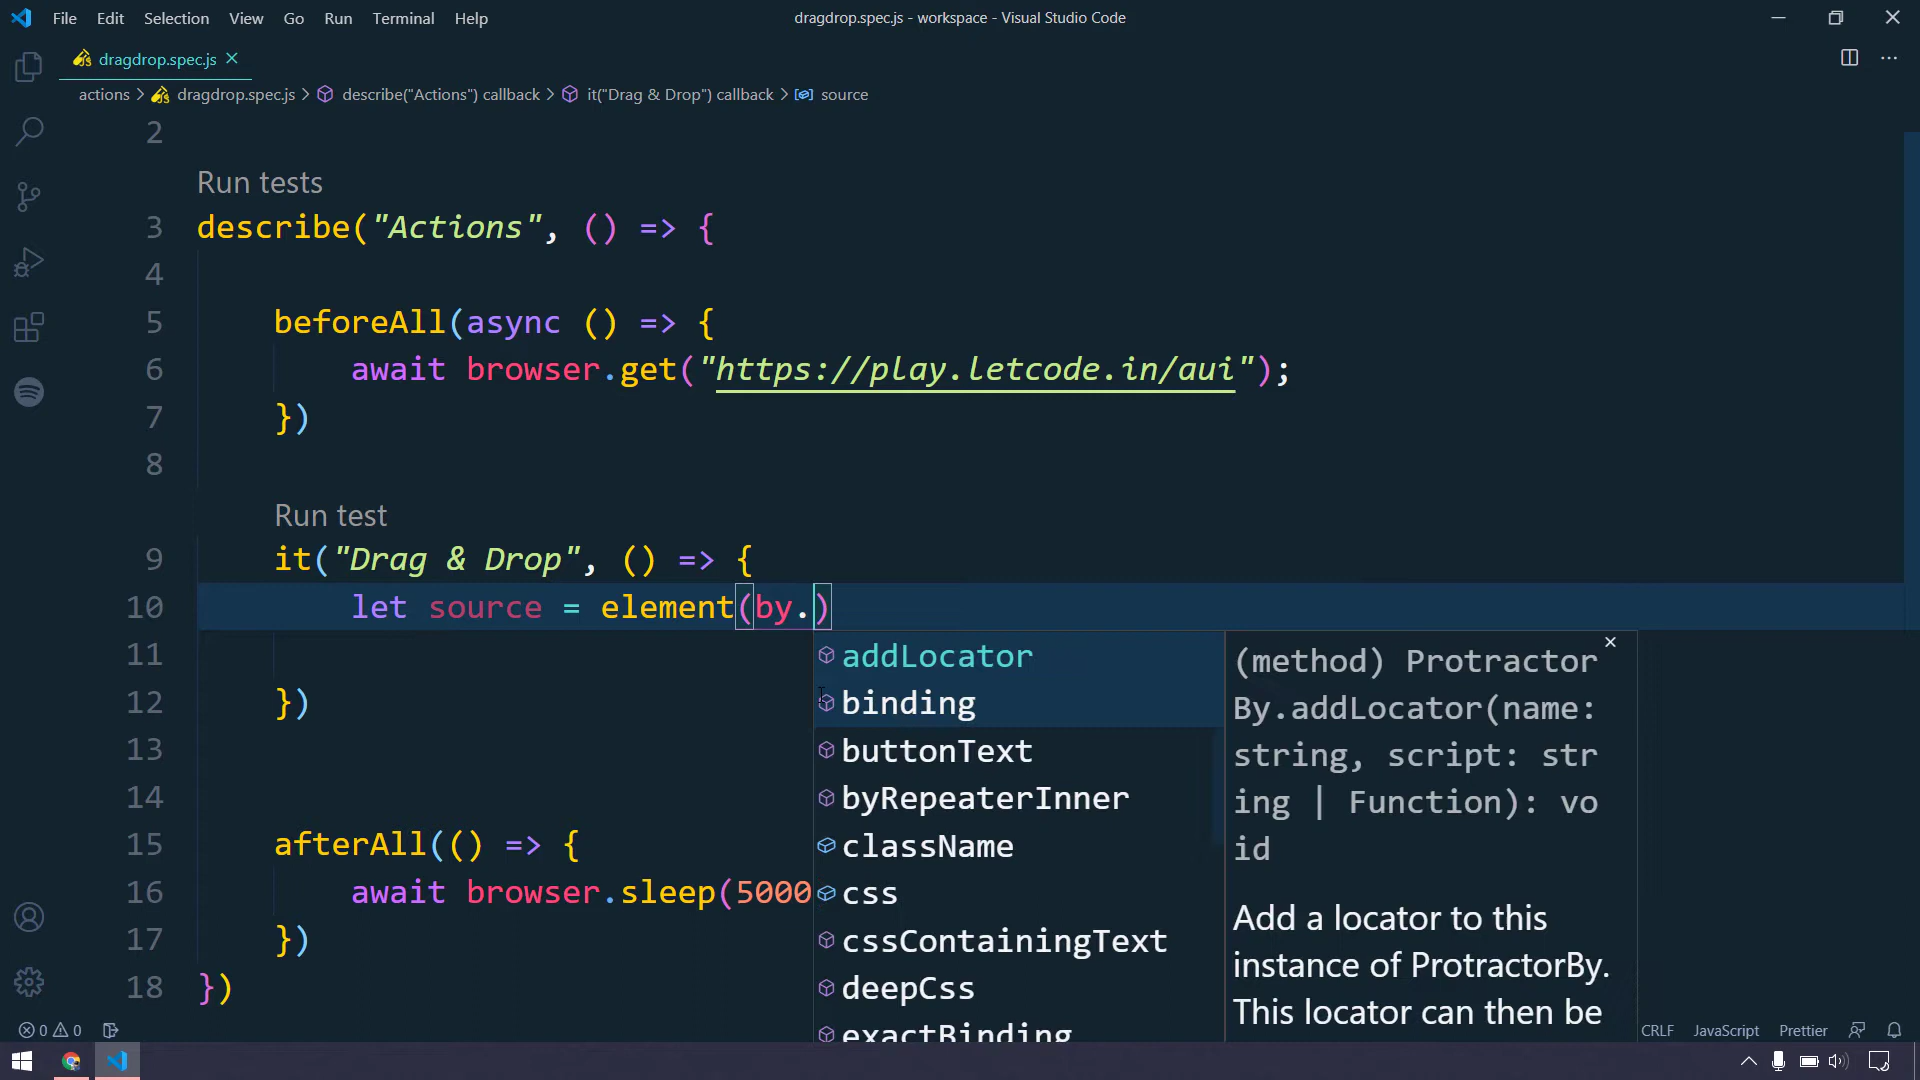 File Edit Selection View Go Run Terminal Help
dragdrop.spec.js - workspace - Visual Studio Code
dragdrop.spec.js
actions > dragdrop.spec.js > describe("Actions") callback > it("Drag & Drop") callback > source
2
Run tests
3 describe("Actions", () => {
4
5 beforeAll(async () => {
6 await browser.get("https://play.letcode.in/aui");
7 })
8
Run test
9 it("Drag & Drop", () => {
10 let source = element(by.)
11
12 })
13
14
15 afterAll(() => {
16 await browser.sleep(5000
17 })
18 })
addLocator
binding
buttonText
byRepeaterInner
className
css
cssContainingText
deepCss
exactBinding
(method) Protractor
By.addLocator(name:
string, script: str
ing | Function): vo
id
Add a locator to this
instance of ProtractorBy.
This locator can then be
0 0
CRLF JavaScript Prettier